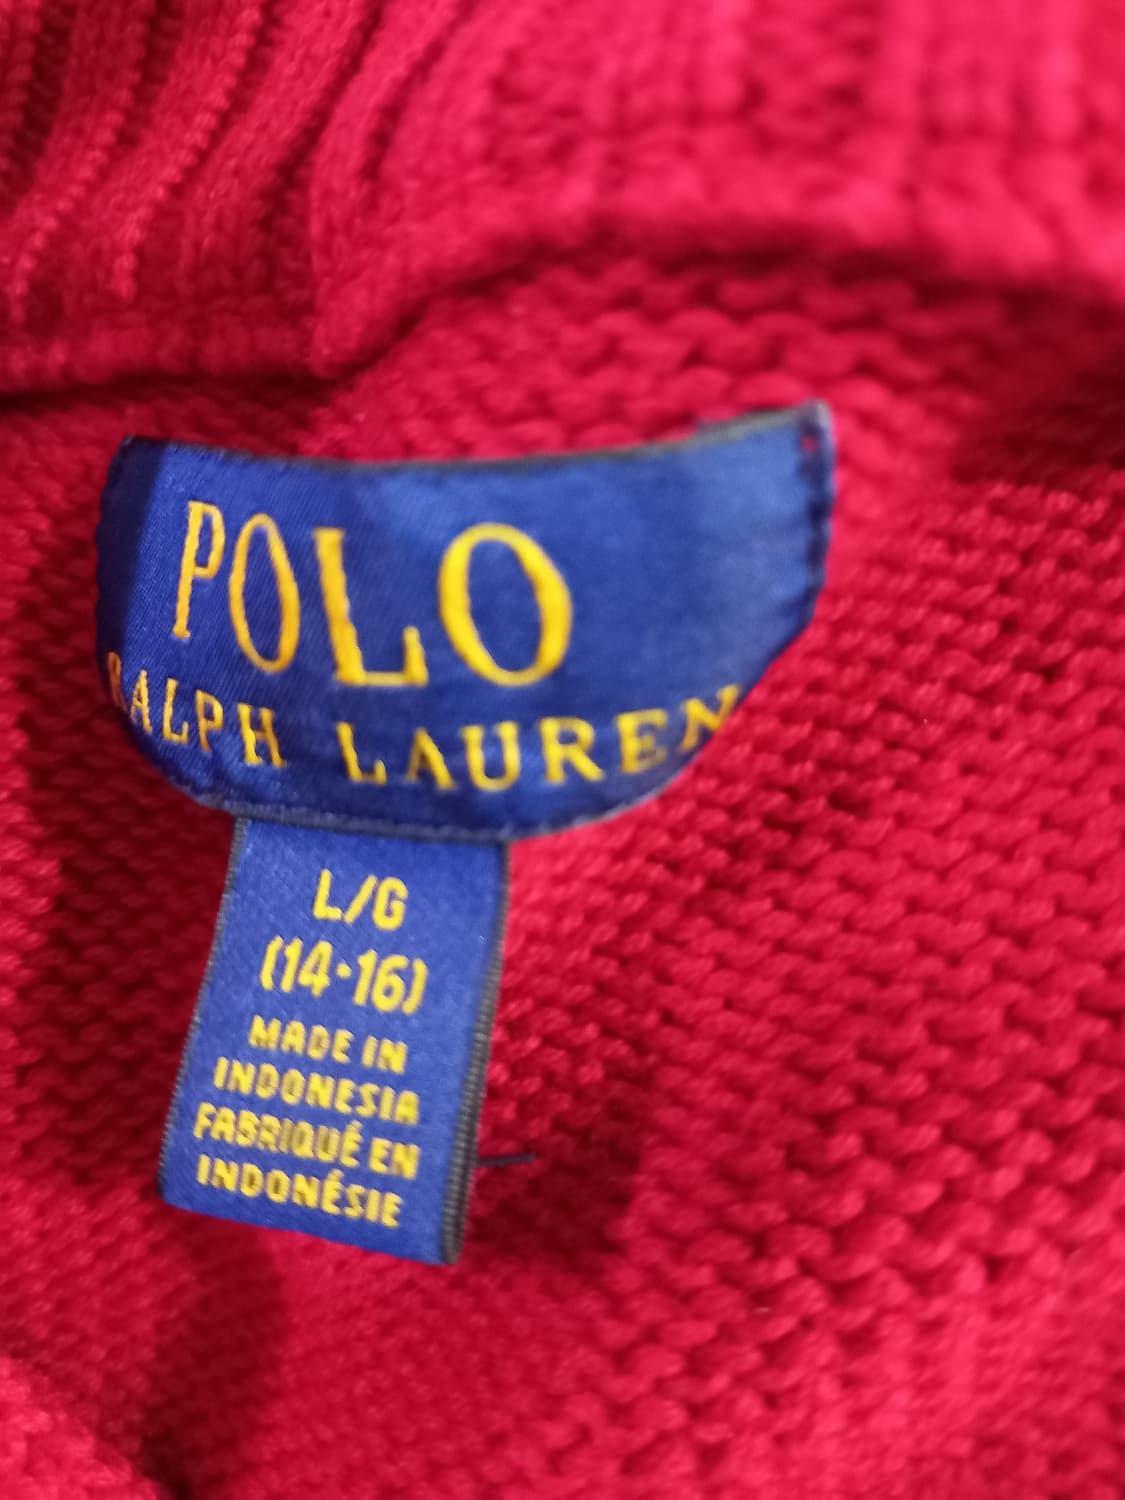 POLO
RALPH LAUREN
L/G
(14-16)
MADE IN
INDONESIA
FABRIQUÉ EN
INDONÉSIE